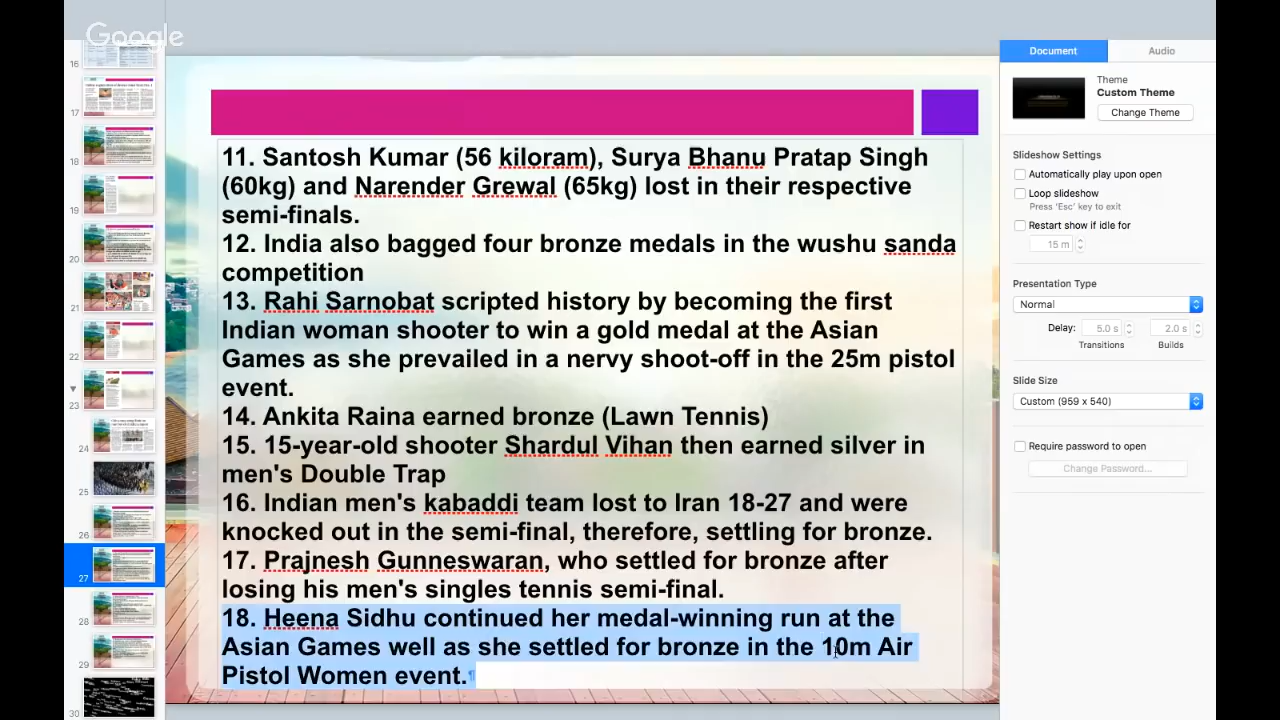 Google
Document
Audio
Theme
Custom Theme
Change Theme
Slideshow Settings
Automatically play upon open
Loop slideshow
Press 'Esc' key to exit
Restart show if idle for
15 m
Presentation Type
Normal
Delay: 5.0 s 2.0 s
Transitions Builds
Slide Size
Custom (959 x 540)
Require password to open
Change Password...
16
17
18
19
20
21
22
23
24
25
26
27
28
29
30
11. Santosh Kumar (56 kiloram), Surya Bhanu Pratap Singh
(60kg) and Narender Grewal (65kg) lost in their respective
semi-finals.
12. India also bagged four bronze medals in the wushu sanda
competition
13. Rahi Sarnobat scripted history by becoming the first
Indian woman shooter to win a gold medal at the Asian
Games as she prevailed in a nervy shoot-off in the 25m pistol
event.
14. Ankita Raina earned bronze (Lawn Tennis)
15. 15-year-old shooter Shardul Vihan then earned silver in
men's Double Trap
16. Indian men's kabaddi team lost to Iran 18-27 and were
knocked out in the semi-final, therefore, settling for bronze.
17. Prajnesh Gunneswaran, who settled for bronze after
losing his men's singles tennis semi-final.
18. Heena Sidhu continued her medal-winning run at the
Asian Games well as she settled for bronze in the 10m Air
Pistol Women event.